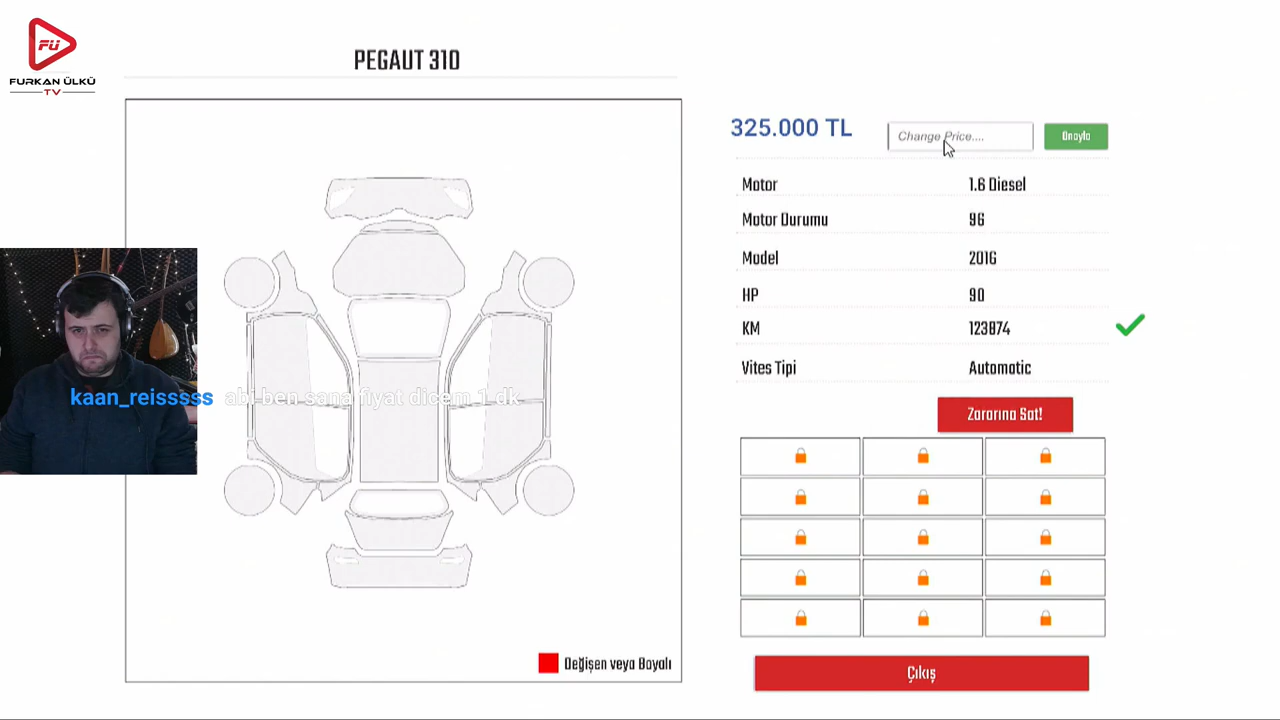 FU
FURKAN ÜLKÜ
TV
PEGAUT 310
325.000 TL
Change Price....
Onayla
Motor 1.6 Diesel
Motor Durumu 96
Model 2016
HP 90
KM 123874
Vites Tipi Automatic
kaan_reisssss abi ben sana fiyat dicem 1 dk
Zararına Sat!
Değişen veya Boyalı
Çıkış